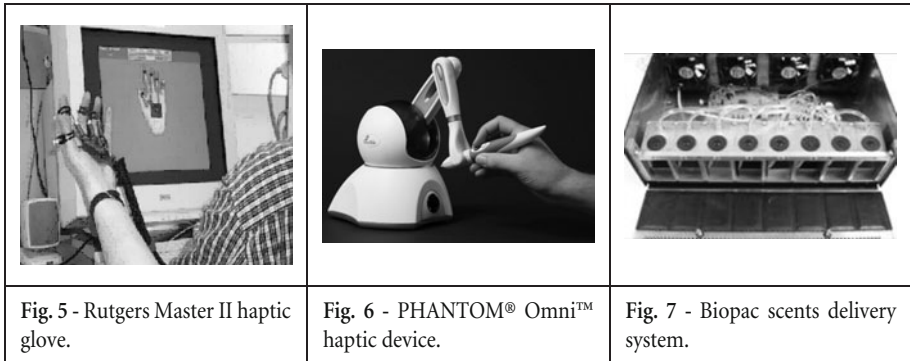 Fig. 5 - Rutgers Master II haptic
glove.
Fig. 6 - PHANTOM® Omni™
haptic device.
Fig. 7 - Biopac scents delivery
system.